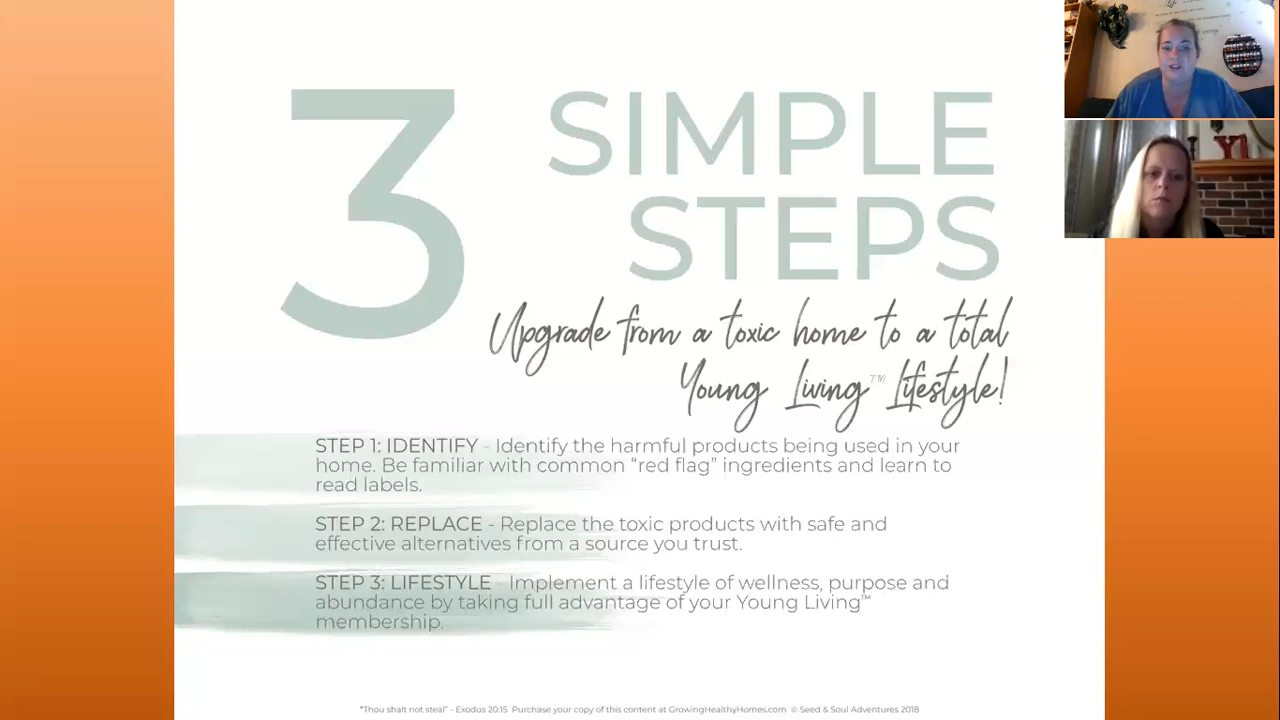 3 SIMPLE
STEPS
Upgrade from a toxic home to a total
Young Living™ Lifestyle!
STEP 1: IDENTIFY - Identify the harmful products being used in your
home. Be familiar with common “red flag” ingredients and learn to
read labels.
STEP 2: REPLACE - Replace the toxic products with safe and
effective alternatives from a source you trust.
STEP 3: LIFESTYLE - Implement a lifestyle of wellness, purpose and
abundance by taking full advantage of your Young Living™
membership.
"Thou shalt not steal" - Exodus 20:15 Purchase your copy of this content at GrowingHealthyHomes.com © Seed & Soul Adventures 2018
Life
Yl